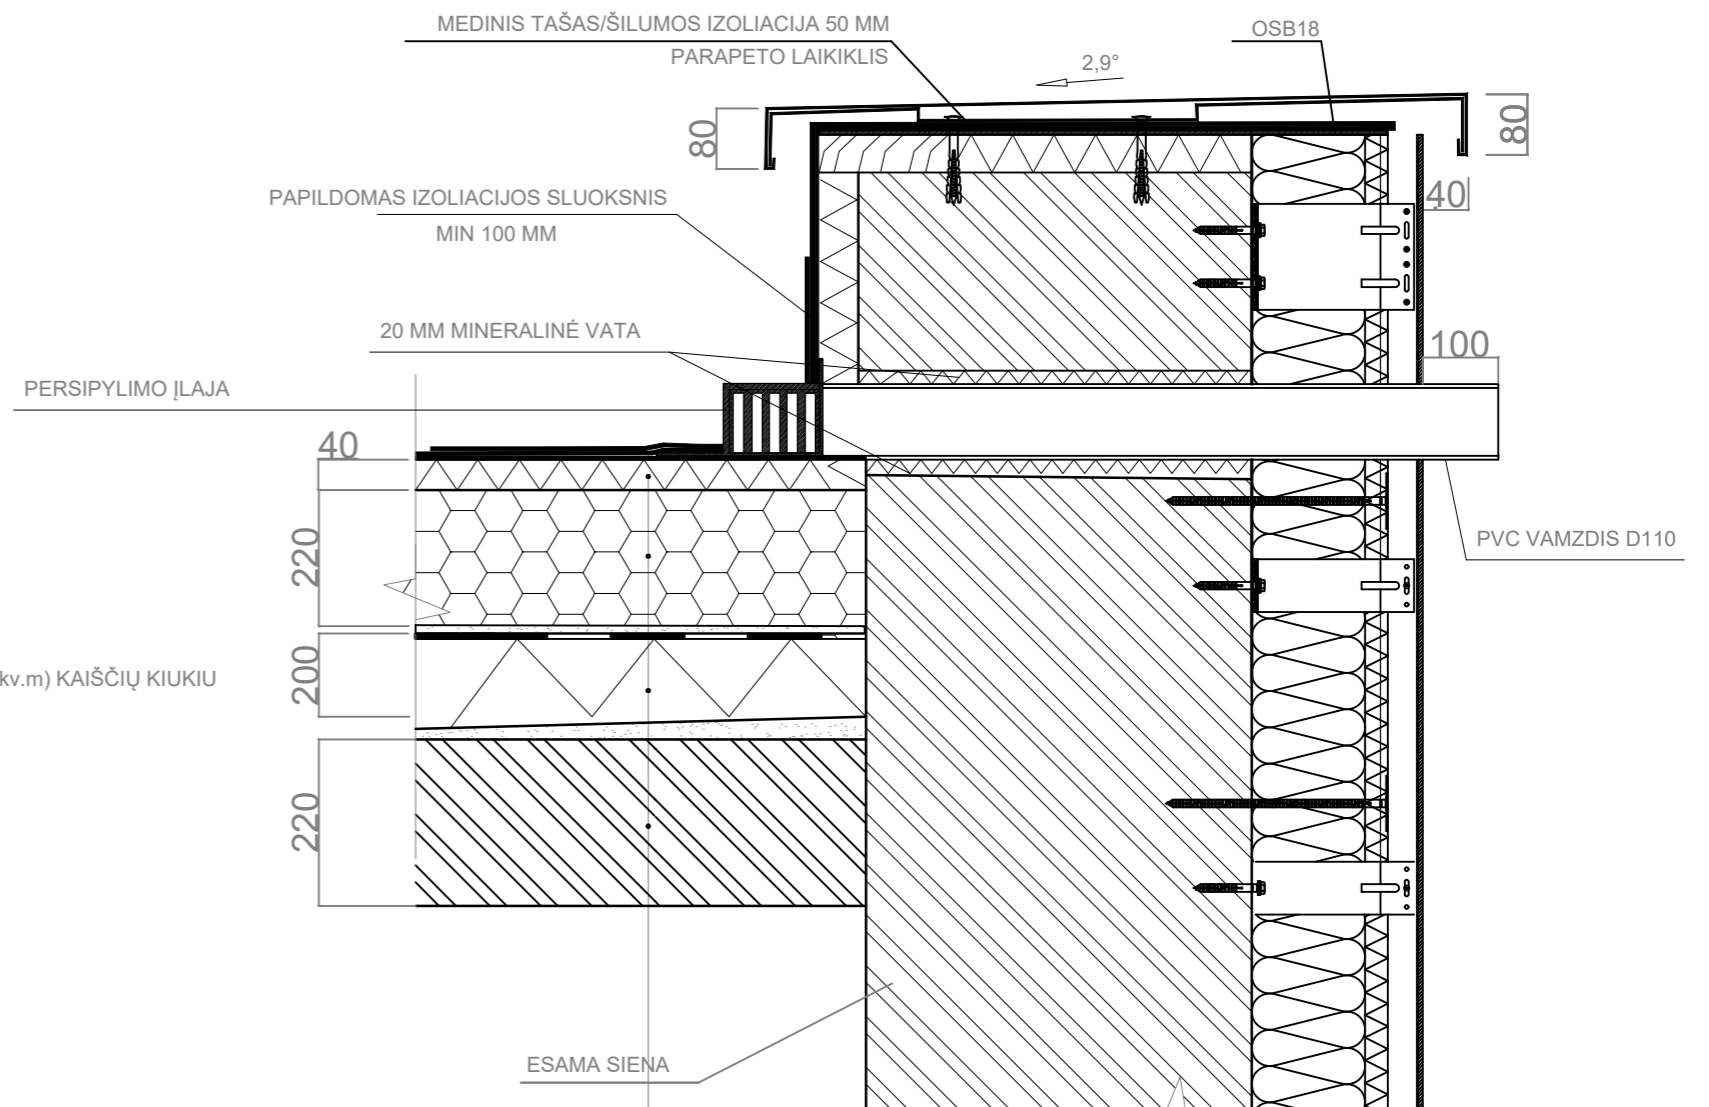 MEDINIS TAŠAS/ŠILUMOS IZOLIACIJA 50 MM
PARAPETO LAIKIKLIS
OSB18
2,9°
80
80
PAPILDOMAS IZOLIACIJOS SLUOKSNIS
MIN 100 MM
40
20 MM MINERALINĖ VATA
100
PERSIPYLIMO ĮLAJA
40
220
PVC VAMZDIS D110
200
kv.m) KAIŠČIŲ KIUKIU
220
ESAMA SIENA